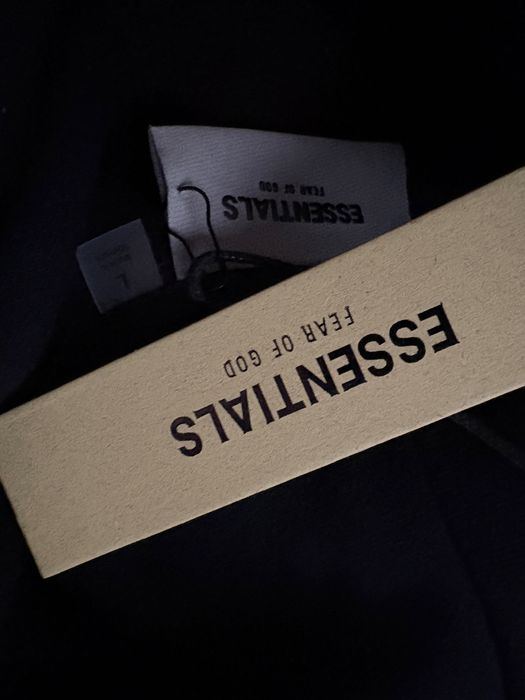 ESSENTIALS
FEAR OF GOD
L
ESSENTIALS
FEAR OF GOD